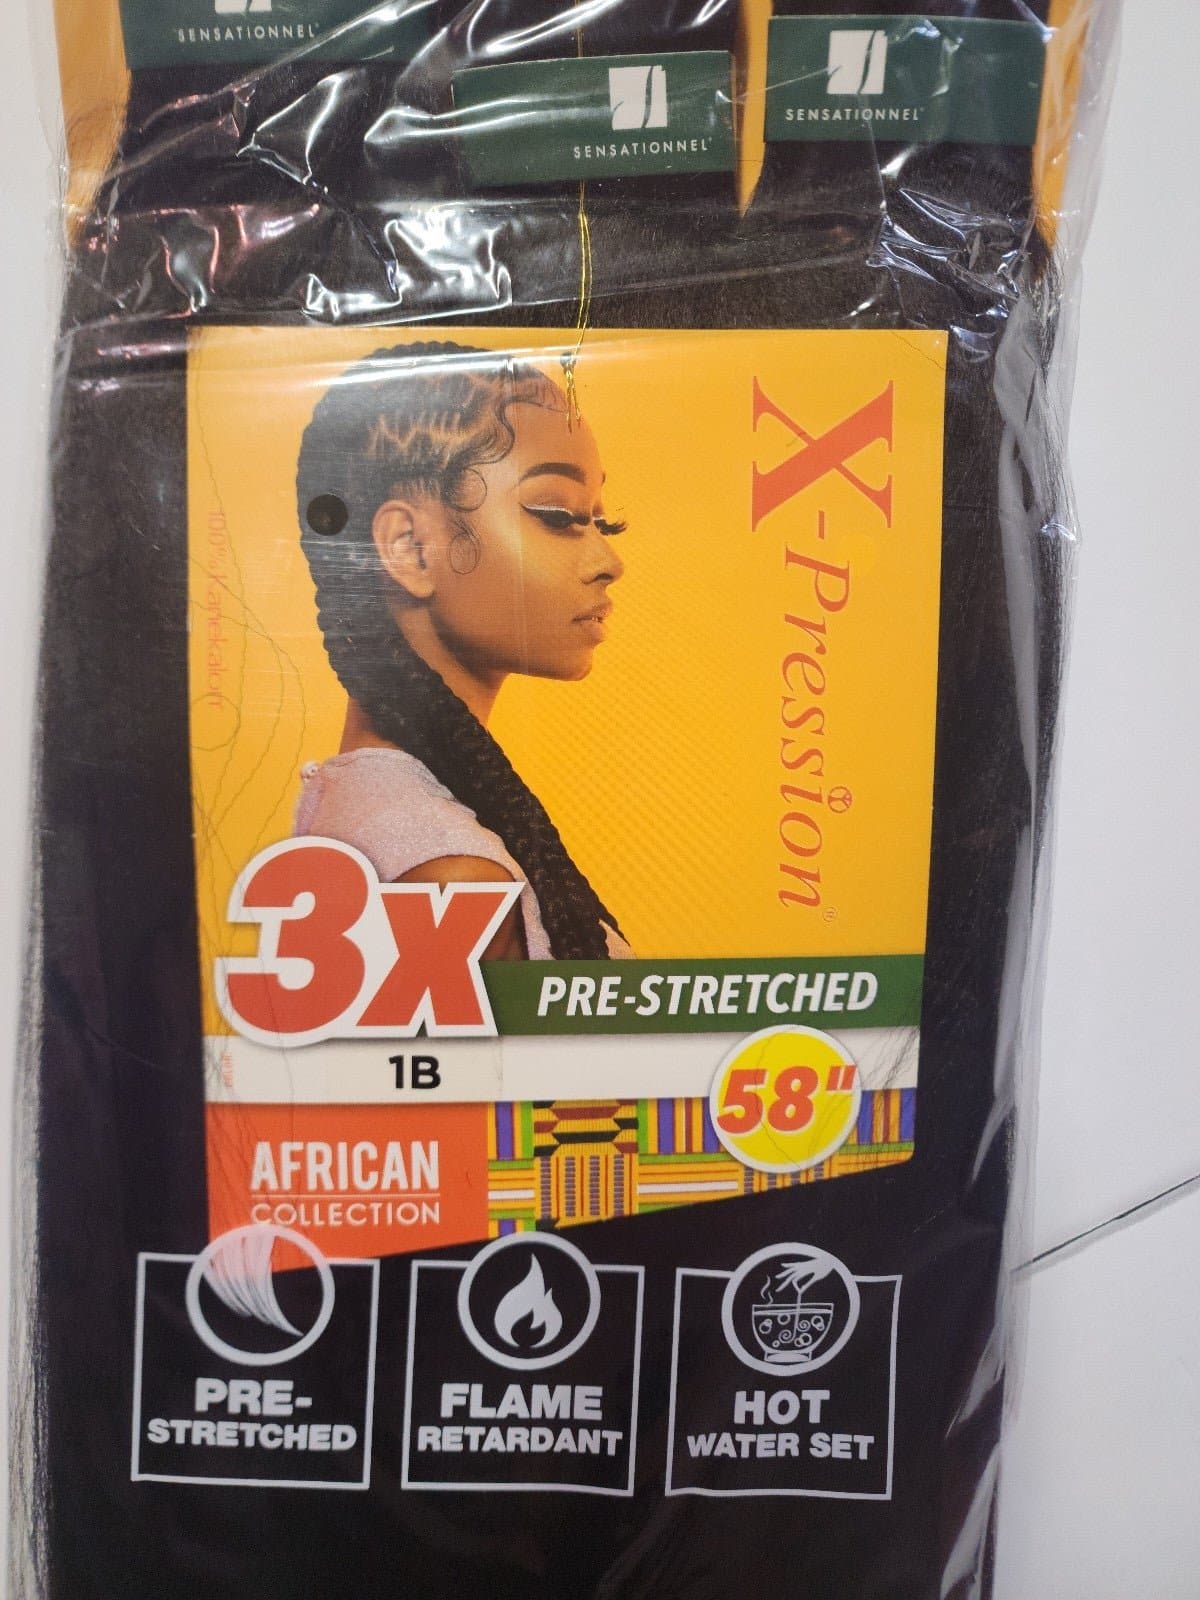 SENSATIONNEL
SENSATIONNEL
SENSATIONNEL
X-Pression®
100% Kanekalon
3X
PRE-STRETCHED
1B
58"
AFRICAN
COLLECTION
PRE-
STRETCHED
FLAME
RETARDANT
HOT
WATER SET